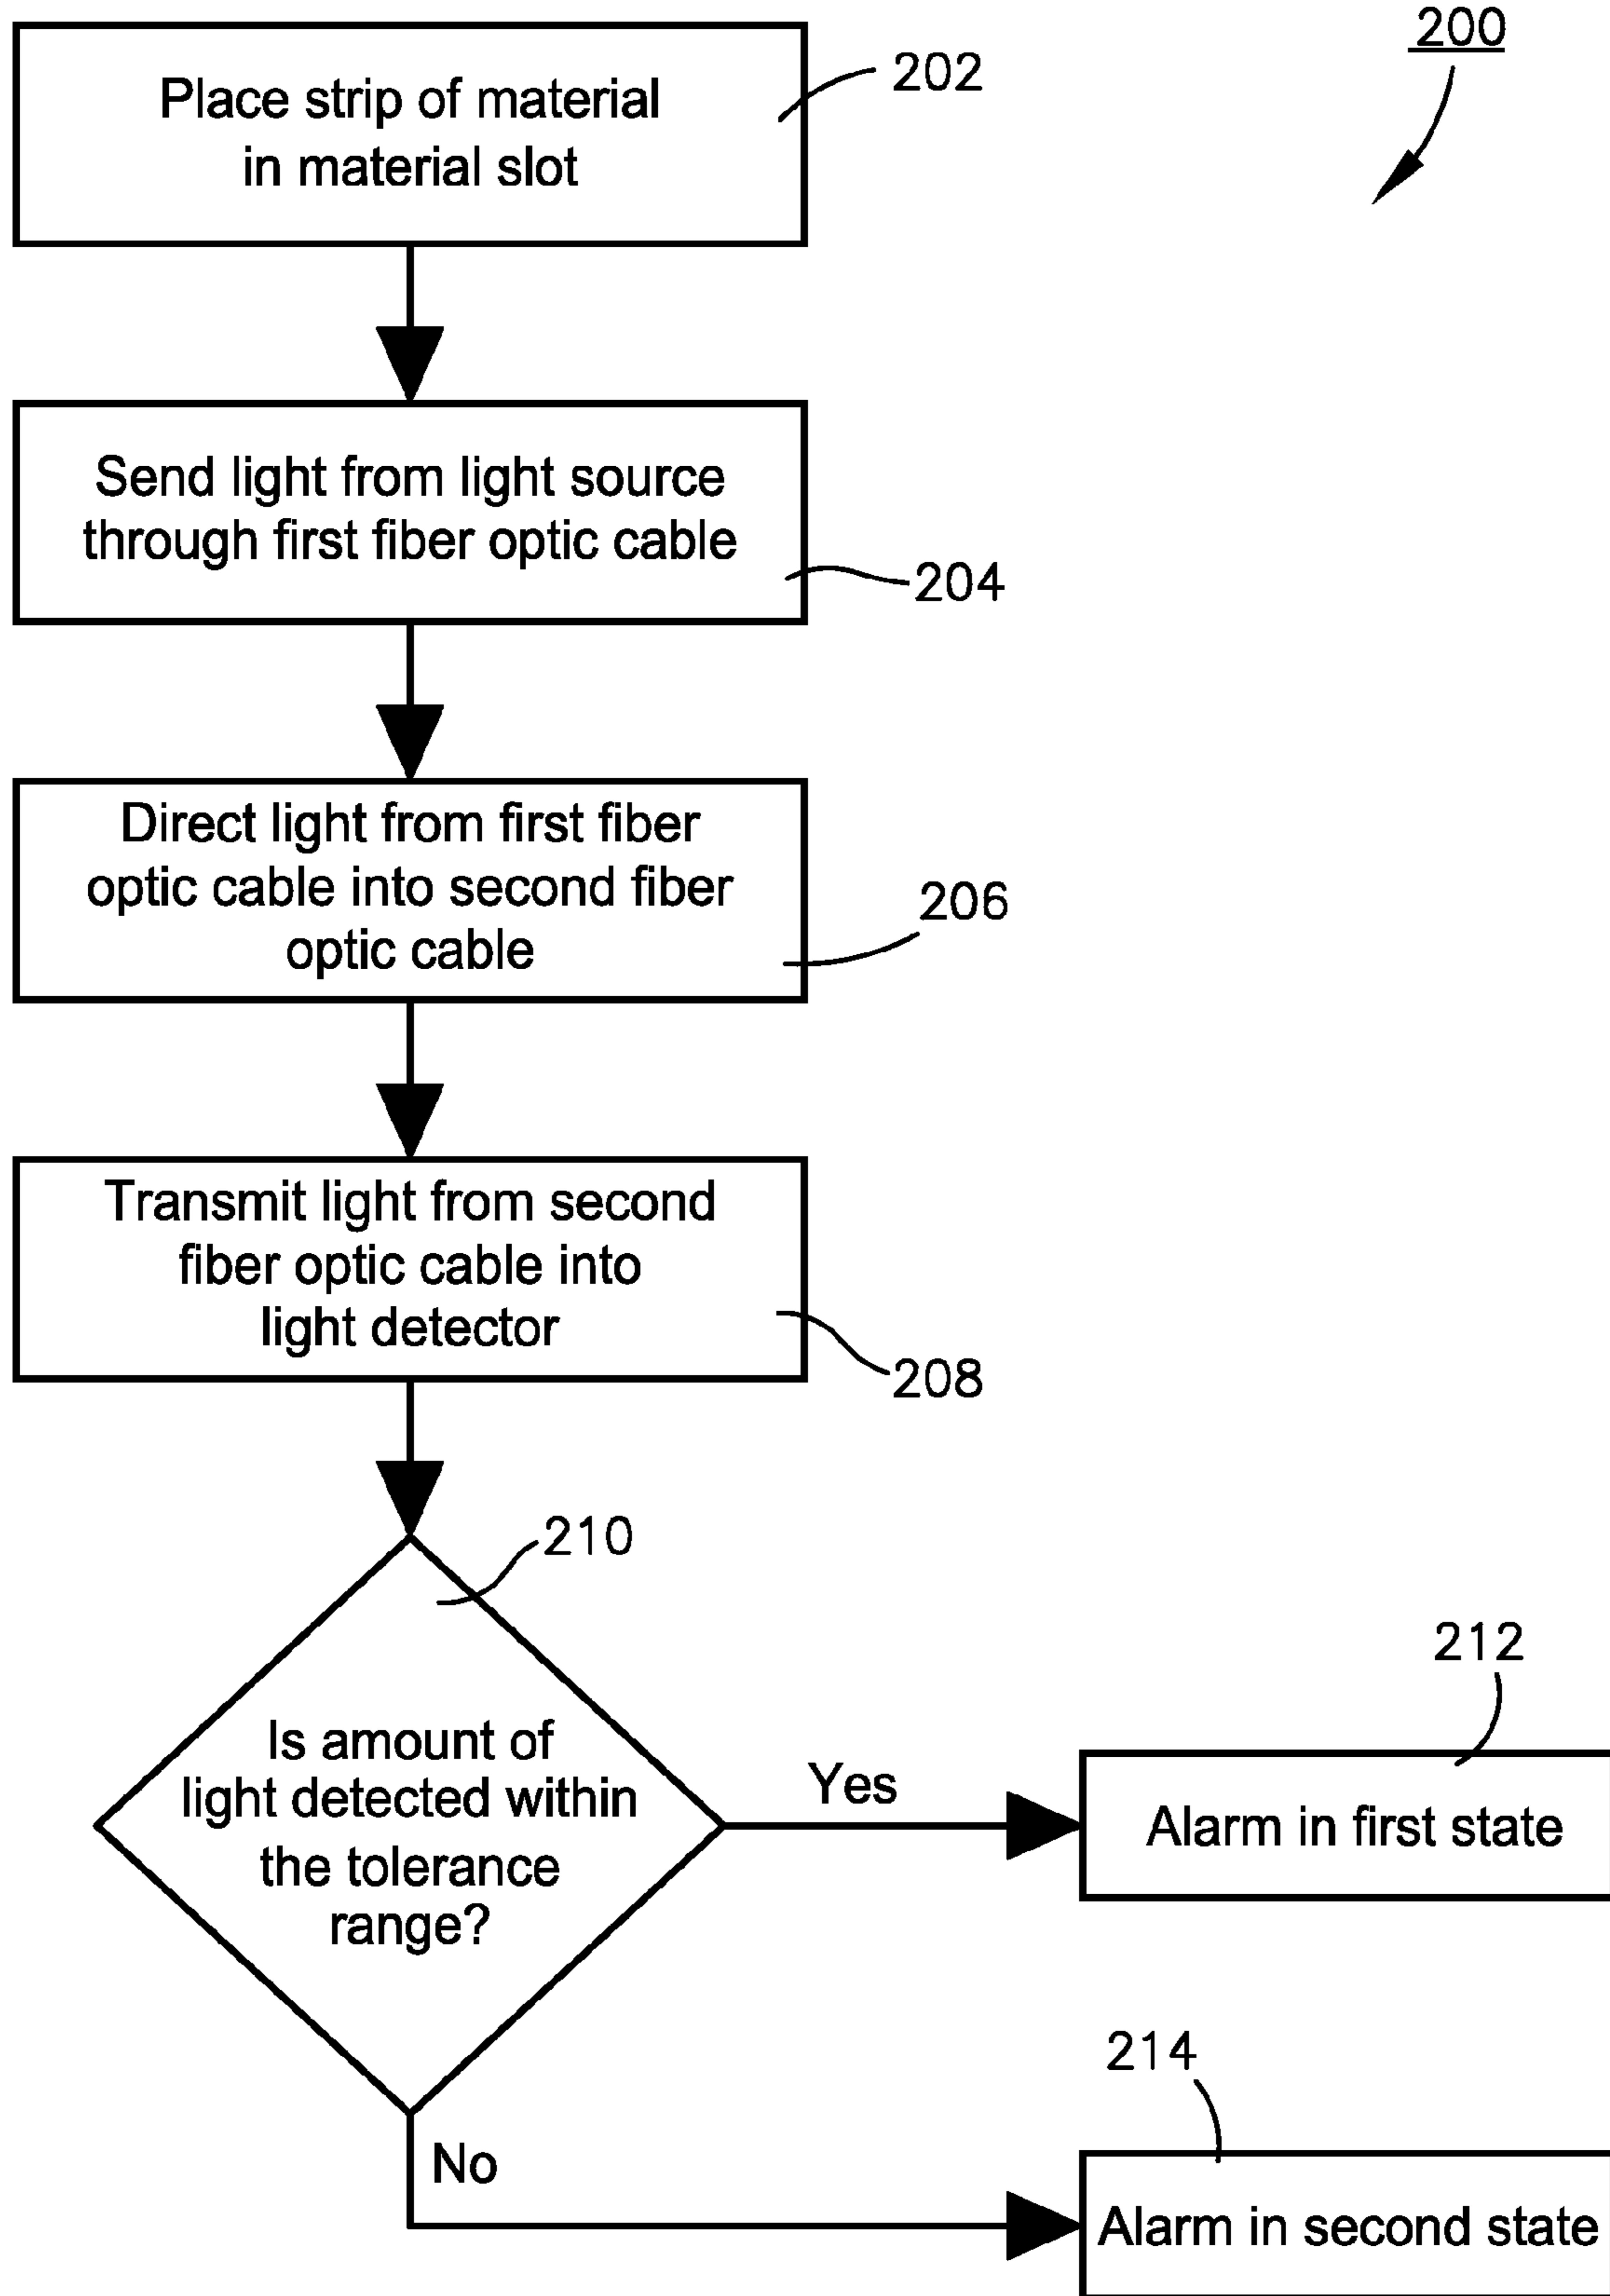 200
Place strip of material
in material slot
202
Send light from light source
through first fiber optic cable
204
Direct light from first fiber
optic cable into second fiber
optic cable
206
Transmit light from second
fiber optic cable into
light detector
208
210
Is amount of
light detected within
the tolerance
range?
Yes
212
Alarm in first state
No
214
Alarm in second state